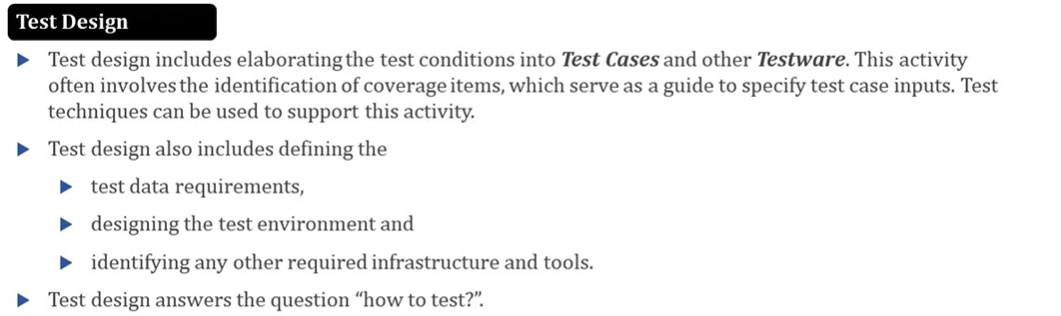 Test Design
Test design includes elaborating the test conditions into Test Cases and other Testware. This activity
often involves the identification of coverage items, which serve as a guide to specify test case inputs. Test
techniques can be used to support this activity.
Test design also includes defining the
test data requirements,
designing the test environment and
identifying any other required infrastructure and tools.
Test design answers the question “how to test?”.